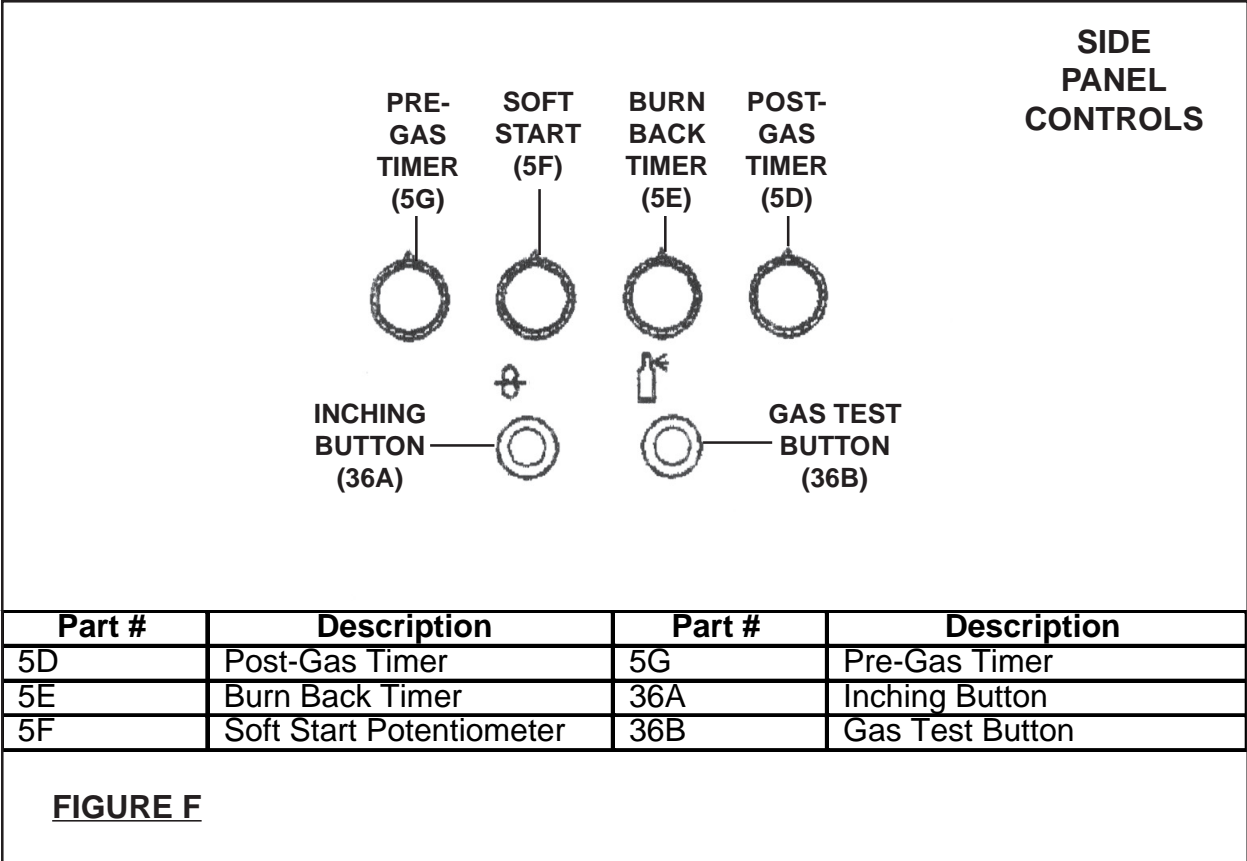 SIDE
PANEL
CONTROLS
PRE-
GAS
TIMER
(5G)
SOFT
START
(5F)
BURN
BACK
TIMER
(5E)
POST-
GAS
TIMER
(5D)
INCHING
BUTTON
(36A)
GAS TEST
BUTTON
(36B)
Part # Description Part # Description
5D Post-Gas Timer 5G Pre-Gas Timer
5E Burn Back Timer 36A Inching Button
5F Soft Start Potentiometer 36B Gas Test Button
FIGURE F